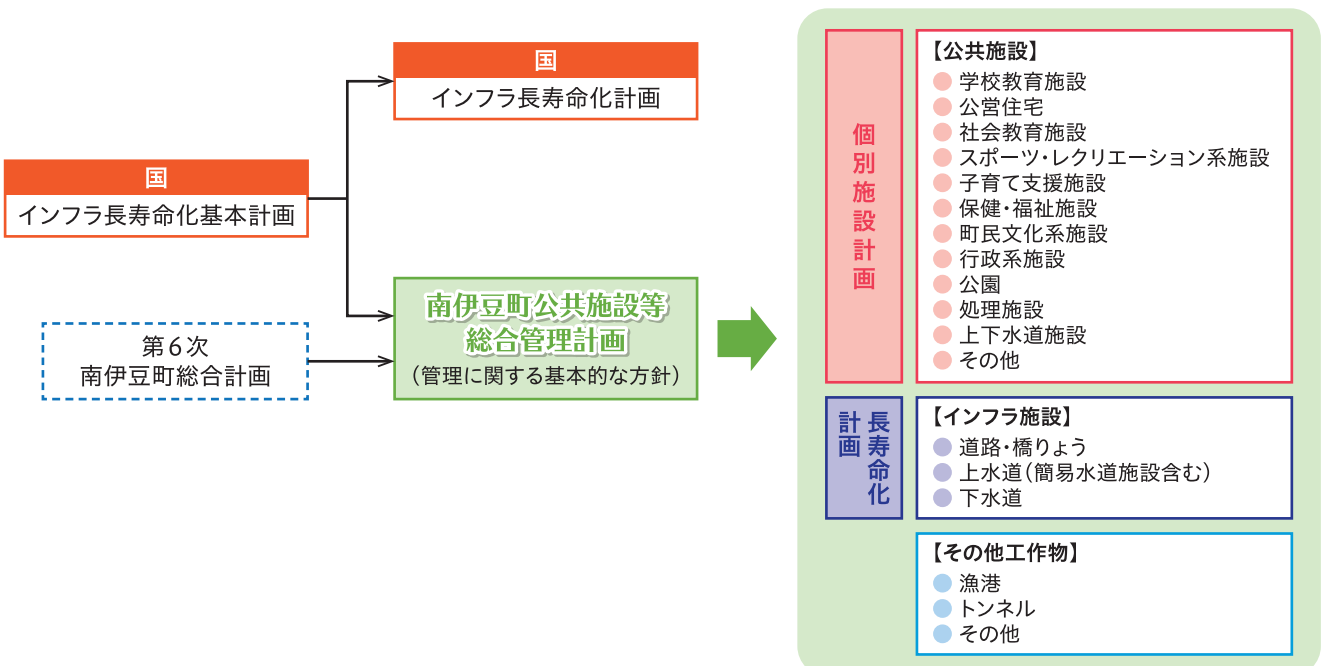 国
インフラ長寿命化基本計画
第6次
南伊豆町総合計画
国
インフラ長寿命化計画
南伊豆町公共施設等
総合管理計画
（管理に関する基本的な方針）
個別施設計画
【公共施設】
学校教育施設
公営住宅
社会教育施設
スポーツ・レクリエーション系施設
子育て支援施設
保健・福祉施設
町民文化系施設
行政系施設
公園
処理施設
上下水道施設
その他
長寿命化
計画
【インフラ施設】
道路・橋りょう
上水道（簡易水道施設含む）
下水道
【その他工作物】
漁港
トンネル
その他